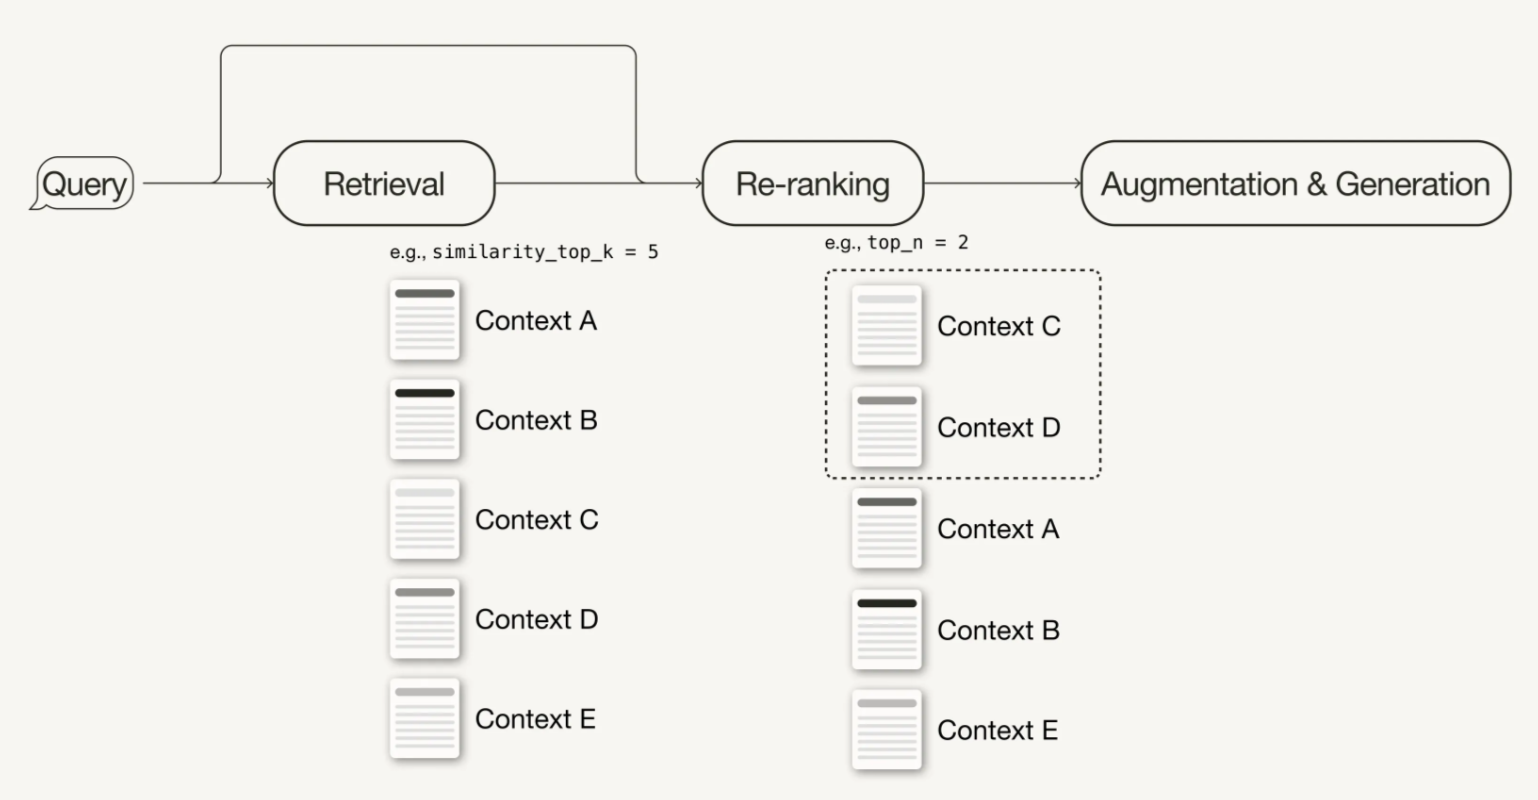 Query
Retrieval
Re-ranking
Augmentation & Generation
e.g., similarity_top_k = 5
Context A
Context B
Context C
Context D
Context E
e.g., top_n = 2
Context C
Context D
Context A
Context B
Context E